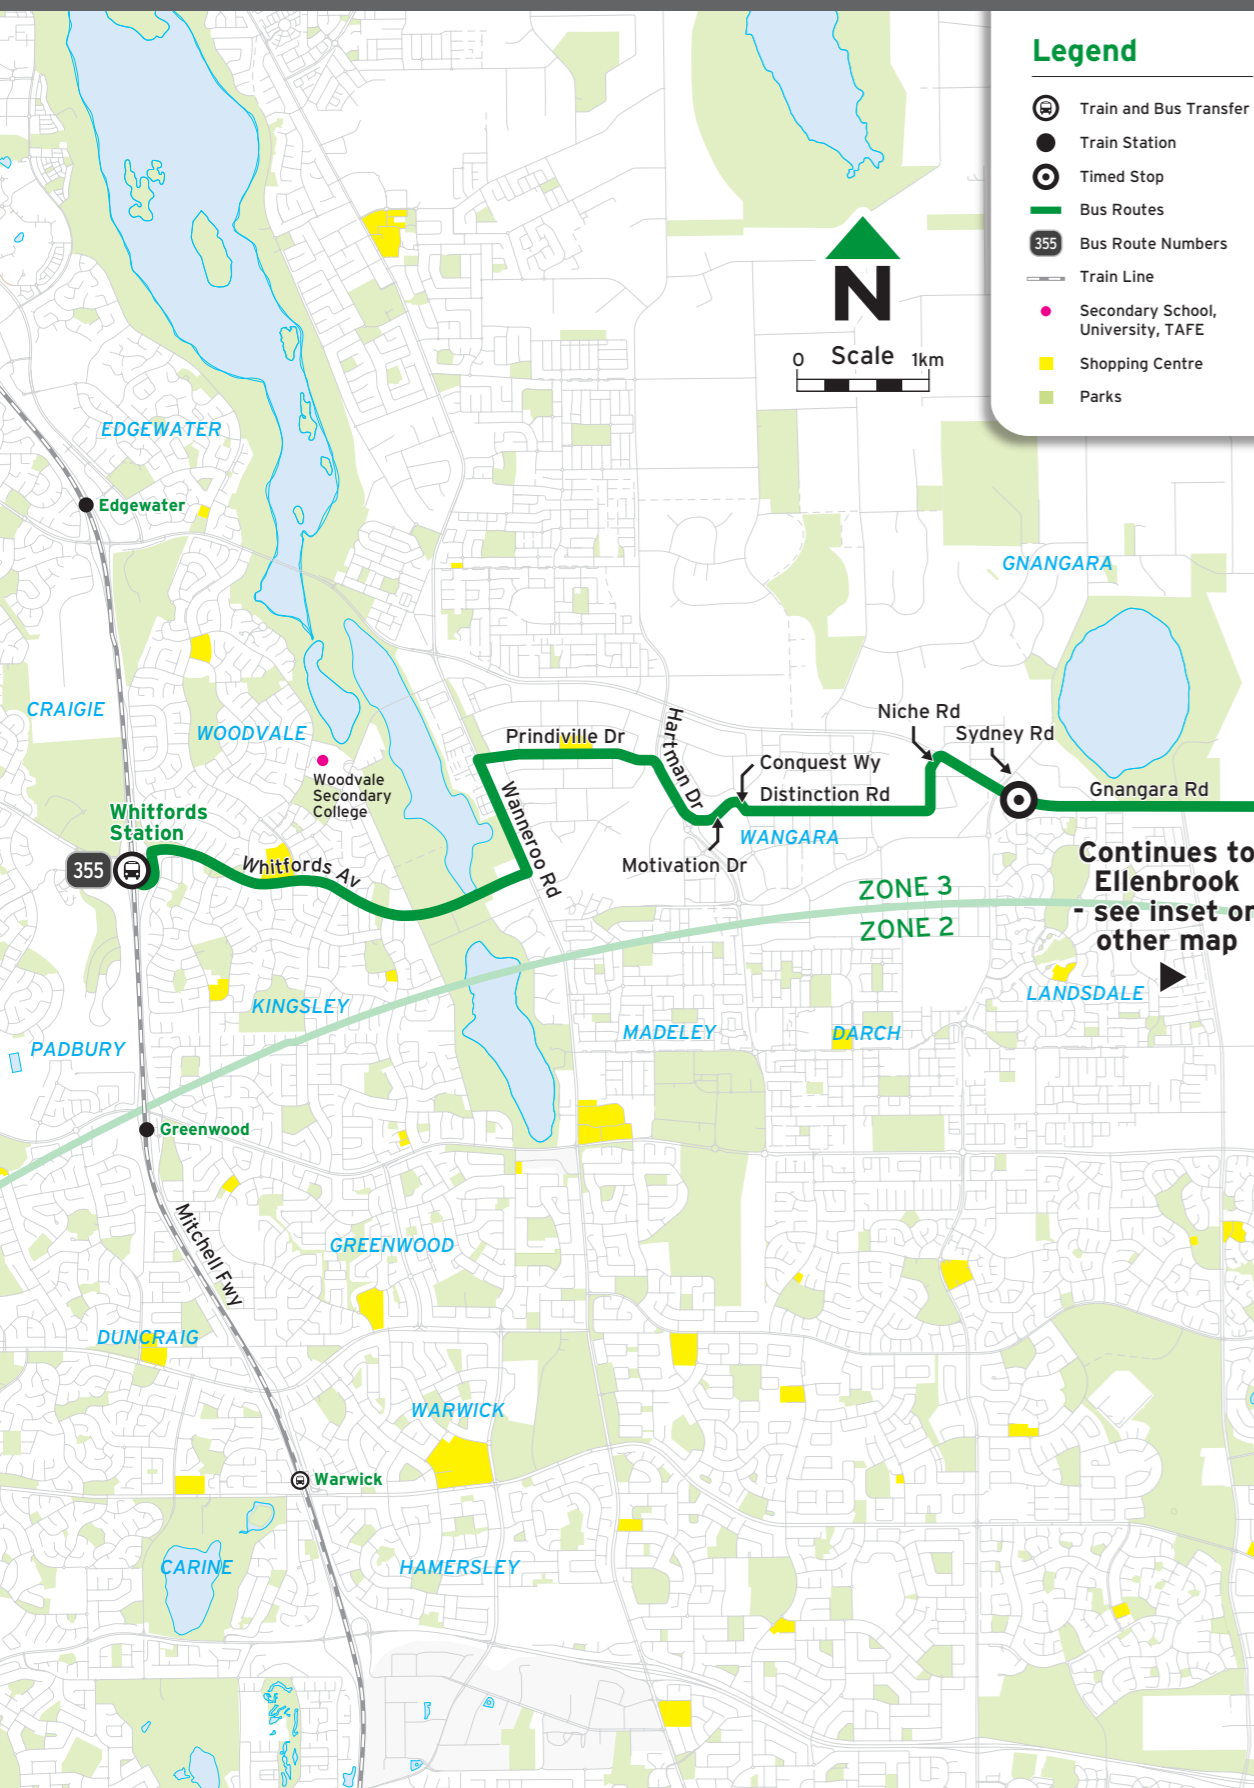 Legend
Train and Bus Transfer
Train Station
Timed Stop
Bus Routes
355
Bus Route Numbers
Train Line
Secondary School,
University, TAFE
Shopping Centre
Parks
N
0 Scale 1km
EDGEWATER
Edgewater
GNANGARA
CRAIGIE
WOODVALE
Woodvale
Secondary
College
Whitfords
Station
355
Whitfords Av
Wanneroo Rd
Prindiville Dr
Hartman Dr
Conquest Wy
Distinction Rd
WANGARA
Motivation Dr
Niche Rd
Sydney Rd
Gnangara Rd
Continues to
Ellenbrook
- see inset on
other map
ZONE 3
ZONE 2
LANDSDALE
KINGSLEY
PADBURY
MADELEY
DARCH
Greenwood
Mitchell Fwy
GREENWOOD
DUNCRAIG
WARWICK
Warwick
CARINE
HAMERSLEY